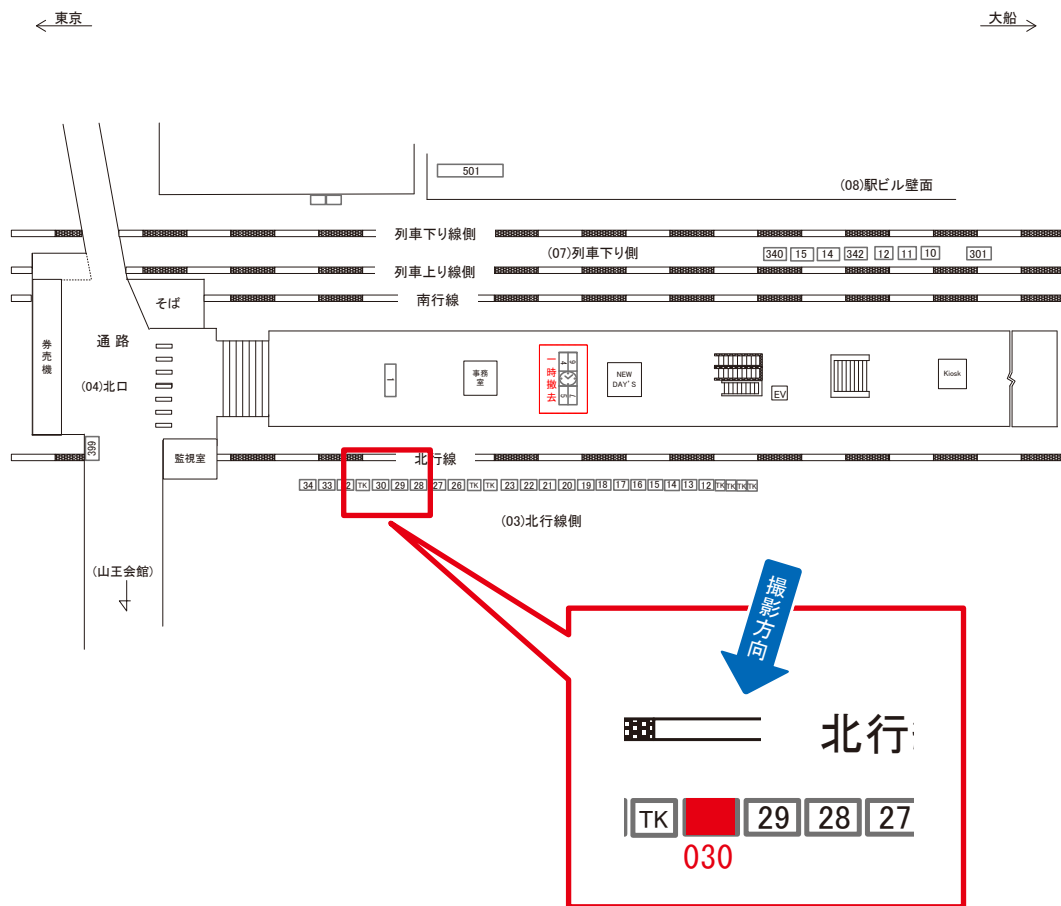 東京
大船
501
(08)駅ビル壁面
列車下り線側
(07)列車下り側
340 15 14 342 12 11 10 301
列車上り線側
南行線
そば
券売機
通路
(04)北口
1
事務室
一時撤去
9
4
7
5
NEW DAY'S
EV
Kiosk
399
監視室
北行線
34 33 32 TK 30 29 28 27 26 TK TK 23 22 21 20 19 18 17 16 15 14 13 12 TK TK TK TK
(03)北行線側
(山王会館)
撮影方向
北行
TK 29 28 27
030